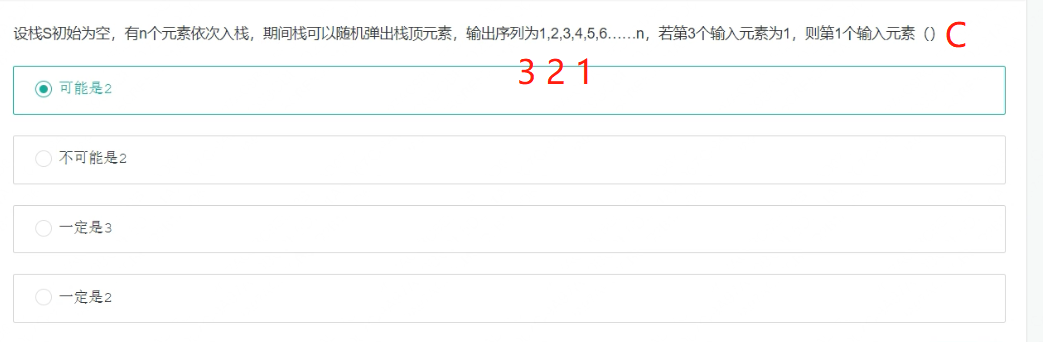 设栈S初始为空，有n个元素依次入栈，期间栈可以随机弹出栈顶元素，输出序列为1,2,3,4,5,6……n，若第3个输入元素为1，则第1个输入元素（） C
3 2 1
可能是2
不可能是2
一定是3
一定是2